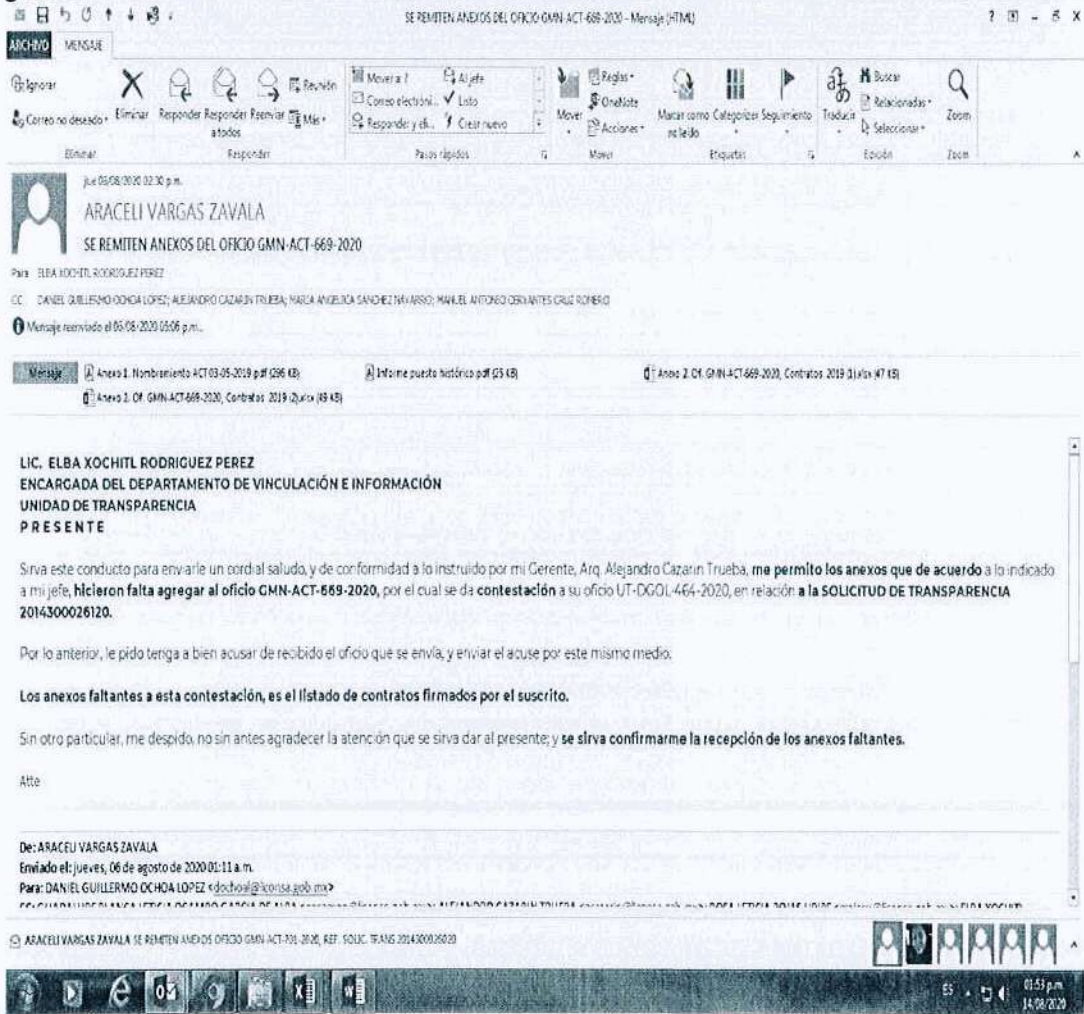 SE REMITEN ANEXOS DEL OFICIO GMN-ACT-669-2020 - Mensaje (HTML)
ARCHIVO MENSAJE
Ignorar
Correo no deseado
Eliminar
Responder Responder a todos Reenviar
Reunión
Más
Mover a: ?
Al jefe
Correo electróni...
Listo
Responder y eli...
Crear nuevo
Mover
Reglas
OneNote
Acciones
Marcar como no leído
Categorizar
Seguimiento
Traducir
Buscar
Relacionadas
Seleccionar
Zoom
Eliminar Responder Pasos rápidos Mover Etiquetas Edición Zoom
jue 06/08/2020 02:30 p.m.
ARACELI VARGAS ZAVALA
SE REMITEN ANEXOS DEL OFICIO GMN-ACT-669-2020
Para ELBA XOCHITL RODRIGUEZ PEREZ
CC DANIEL GUILLERMO OCHOA LOPEZ; ALEJANDRO CAZARIN TRUEBA; MARIA ANGELICA SANCHEZ NAVARRO; MANUEL ANTONIO CERVANTES CRUZ ROMERO
Mensaje reenviado el 06/08/2020 03:06 p.m..
Mensaje
Anexo 1. Nombramiento ACT 03-05-2019.pdf (296 KB)
Informe puesto histórico.pdf (25 KB)
Anexo 2. Of. GMN-ACT-669-2020, Contratos 2019 (1).xlsx (47 KB)
Anexo 2. Of. GMN-ACT-669-2020, Contratos 2019 (2).xlsx (49 KB)
LIC. ELBA XOCHITL RODRIGUEZ PEREZ
ENCARGADA DEL DEPARTAMENTO DE VINCULACIÓN E INFORMACIÓN
UNIDAD DE TRANSPARENCIA
P R E S E N T E
Sirva este conducto para enviarle un cordial saludo, y de conformidad a lo instruido por mi Gerente, Arq. Alejandro Cazarin Trueba, me permito los anexos que de acuerdo a lo indicado
a mi jefe, hicieron falta agregar al oficio GMN-ACT-669-2020, por el cual se da contestación a su oficio UT-DGOL-464-2020, en relación a la SOLICITUD DE TRANSPARENCIA
2014300026120.
Por lo anterior, le pido tenga a bien acusar de recibido el oficio que se envía, y enviar el acuse por este mismo medio.
Los anexos faltantes a esta contestación, es el listado de contratos firmados por el suscrito.
Sin otro particular, me despido, no sin antes agradecer la atención que se sirva dar al presente; y se sirva confirmarme la recepción de los anexos faltantes.
Atte
De: ARACELI VARGAS ZAVALA
Enviado el: jueves, 06 de agosto de 2020 01:11 a.m.
Para: DANIEL GUILLERMO OCHOA LOPEZ <dochoal@iconsa.gob.mx>
ARACELI VARGAS ZAVALA SE REMITEN ANEXOS OFICIO GMN-ACT-701-2020, REF. SOLIC. TRANS 2014300026020
ES 01:53 p.m.
14/08/2020